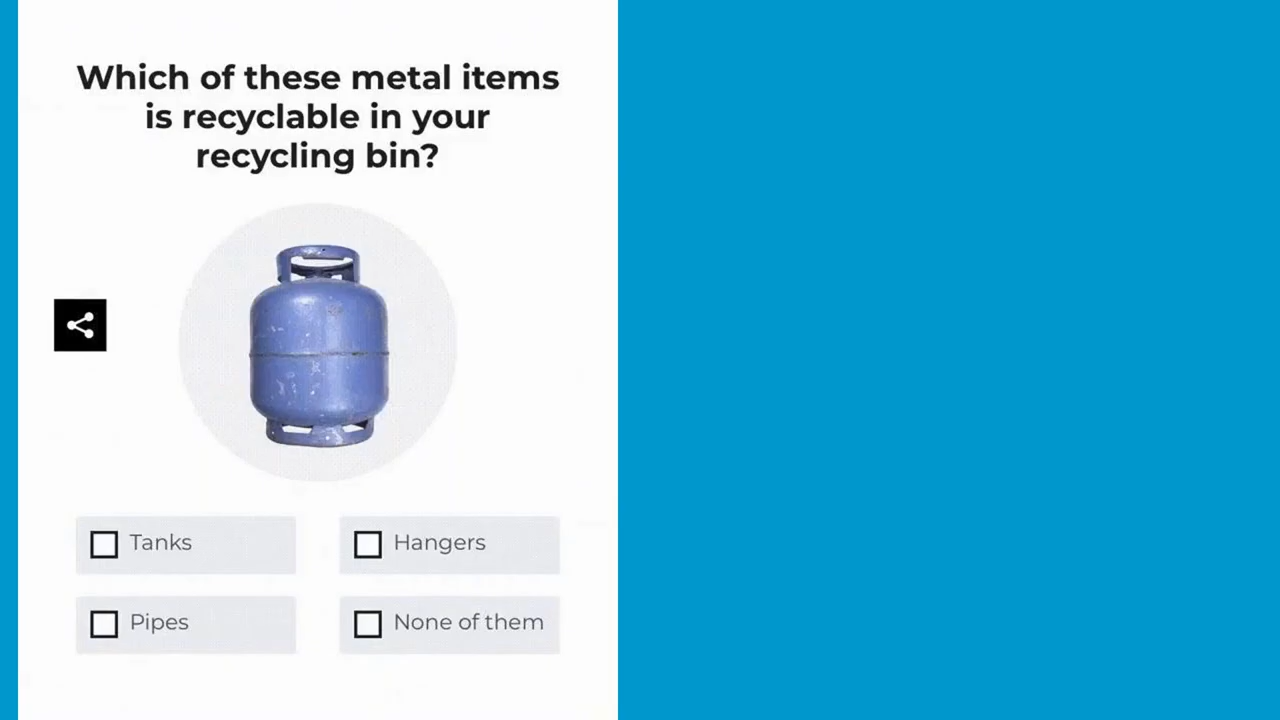 Which of these metal items
is recyclable in your
recycling bin?
Tanks
Hangers
Pipes
None of them